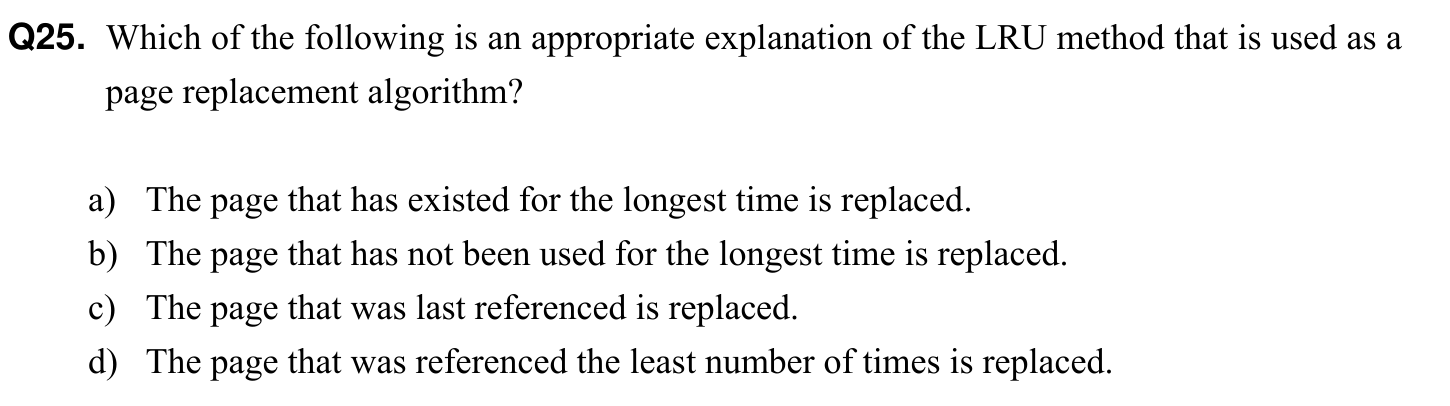 Q25. Which of the following is an appropriate explanation of the LRU method that is used as a
page replacement algorithm?
a) The page that has existed for the longest time is replaced.
b) The page that has not been used for the longest time is replaced.
c) The page that was last referenced is replaced.
d) The page that was referenced the least number of times is replaced.